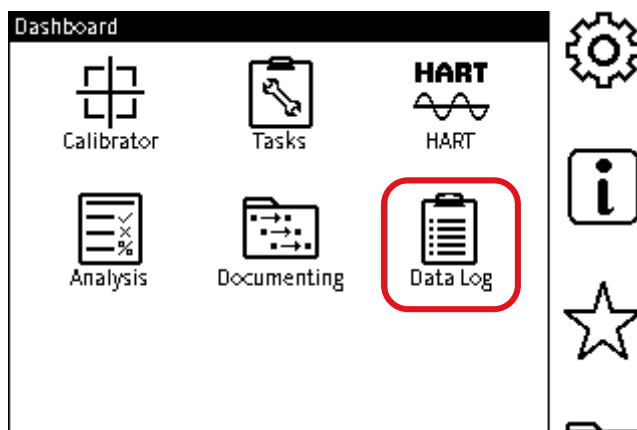 Dashboard
HART
Calibrator Tasks HART
Analysis Documenting Data Log